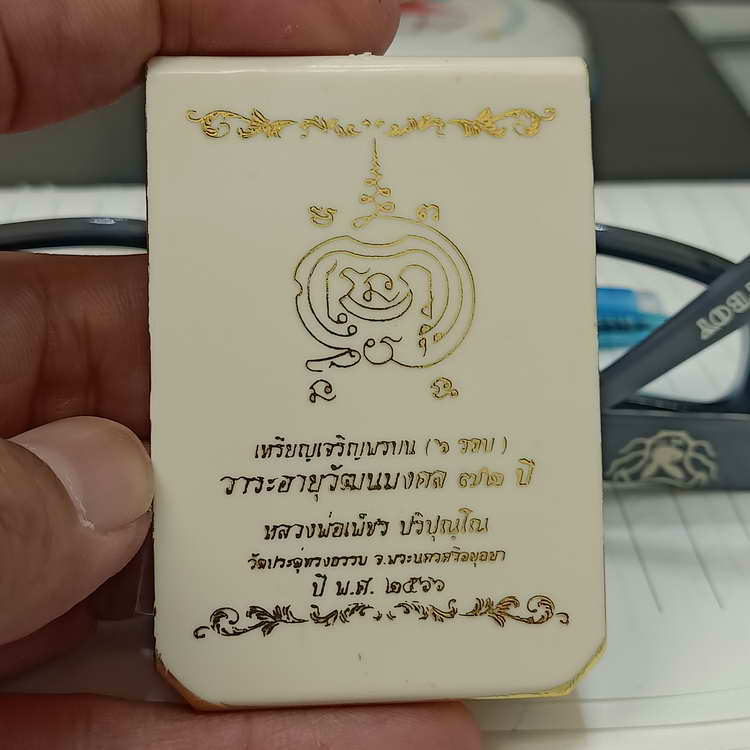 เหรียญเจริญพรบน (๖ รอบ)
วาระอายุวัฒนมงคล ๗๒ ปี
หลวงพ่อเพ็ชร ปริปุณฺโณ
วัดประดู่ทรงธรรม จ.พระนครศรีอยุธยา
ปี พ.ศ. ๒๕๖๖